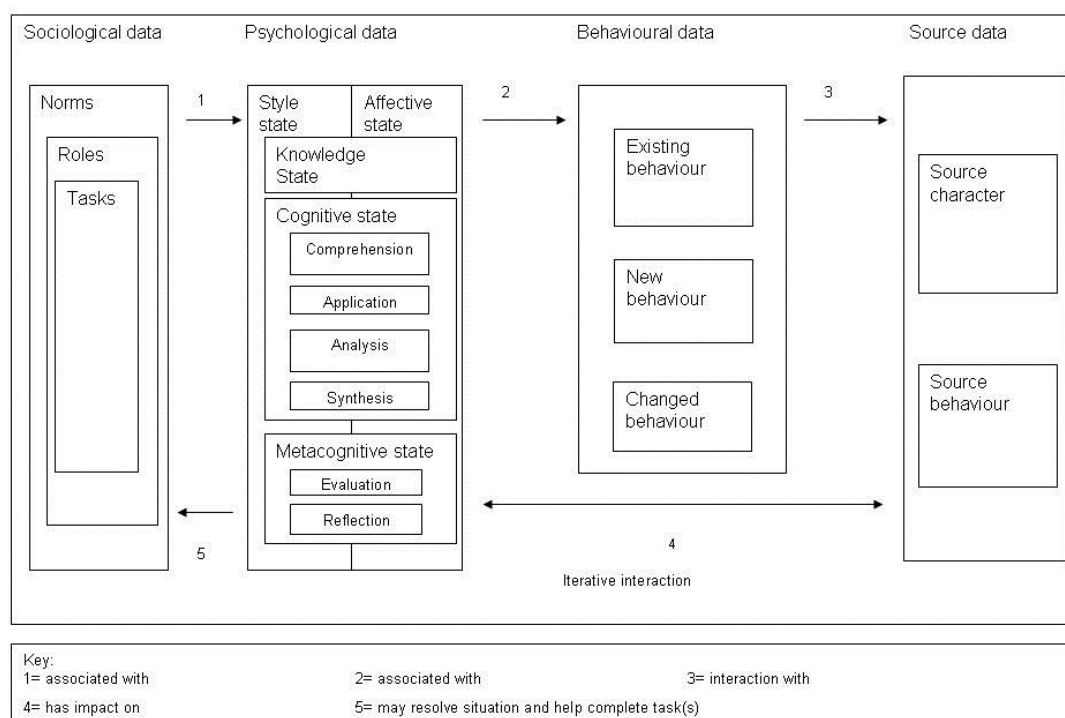 Sociological data
Psychological data
Behavioural data
Source data
Norms
Roles
Tasks
1
Style
state
Affective
state
Knowledge
State
Cognitive state
Comprehension
Application
Analysis
Synthesis
Metacognitive state
Evaluation
Reflection
2
Existing
behaviour
New
behaviour
Changed
behaviour
3
Source
character
Source
behaviour
5
4
Iterative interaction
Key:
1= associated with
2= associated with
3= interaction with
4= has impact on
5= may resolve situation and help complete task(s)